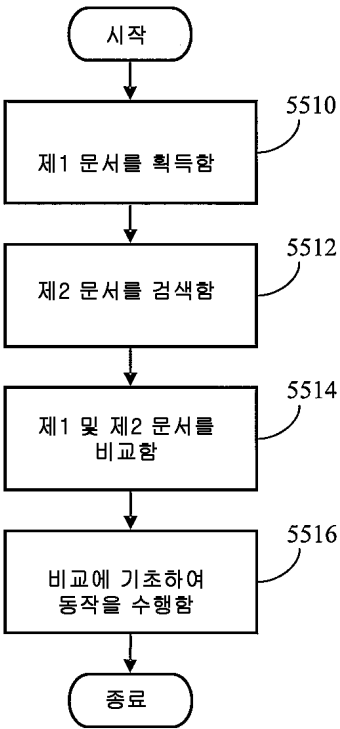 시작
5510
제1 문서를 획득함
5512
제2 문서를 검색함
5514
제1 및 제2 문서를
비교함
5516
비교에 기초하여
동작을 수행함
종료